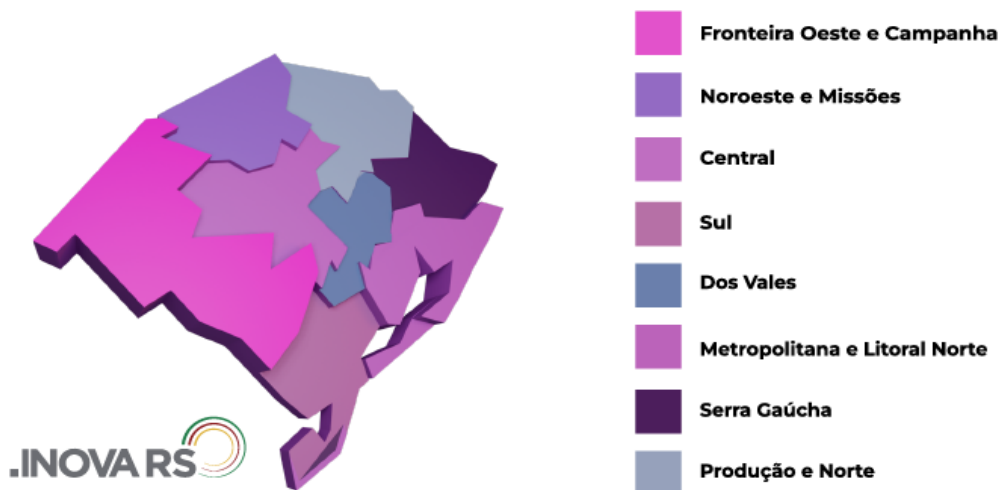 Fronteira Oeste e Campanha
Noroeste e Missões
Central
Sul
Dos Vales
Metropolitana e Litoral Norte
Serra Gaúcha
Produção e Norte
.INOVA RS